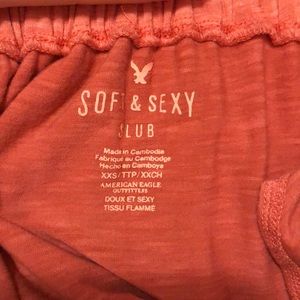 SOFT & SEXY
SLUB
Made in Cambodia
Fabriqué au Cambodge
Hecho en Camboya
XXS/TTP/XXCH
AMERICAN EAGLE
OUTFITTERS
DOUX ET SEXY
TISSU FLAMMÉ